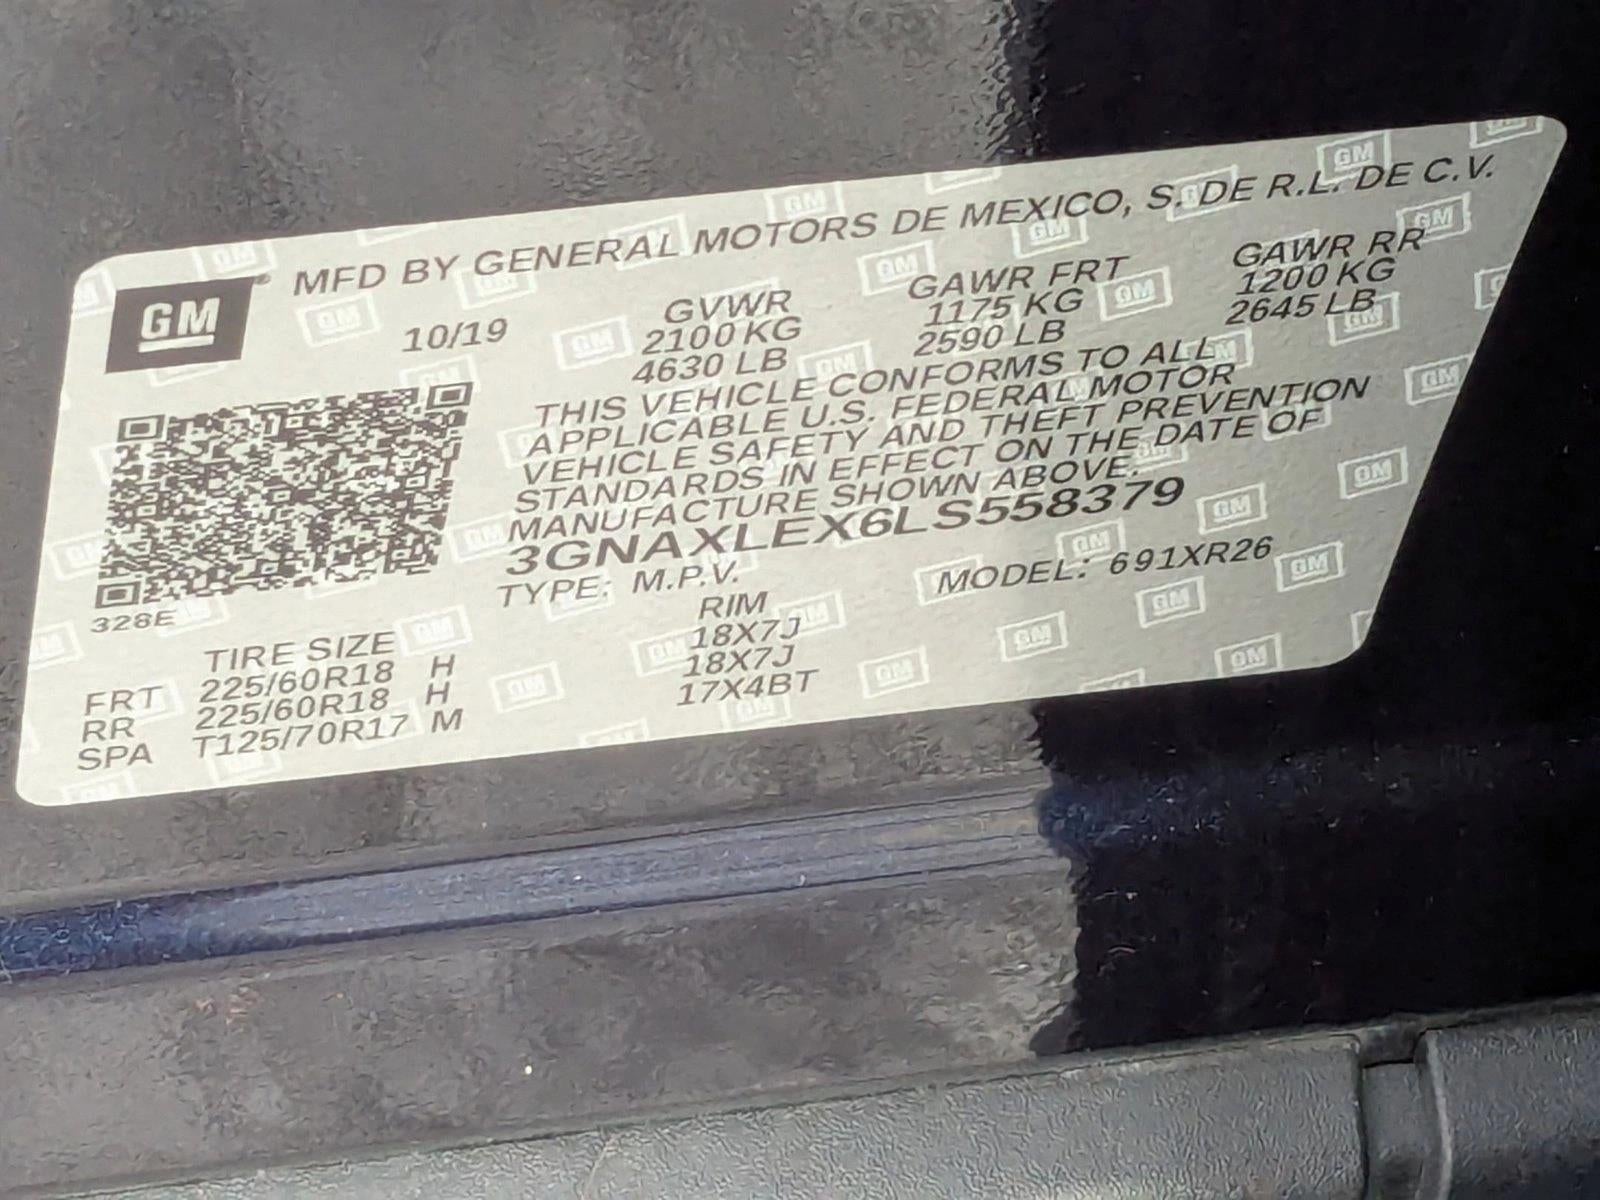 GM MFD BY GENERAL MOTORS DE MEXICO, S. DE R.L. DE C.V.
10/19 GVWR GAWR FRT GAWR RR
2100 KG 1175 KG 1200 KG
4630 LB 2590 LB 2645 LB
THIS VEHICLE CONFORMS TO ALL
APPLICABLE U.S. FEDERAL MOTOR
VEHICLE SAFETY AND THEFT PREVENTION
STANDARDS IN EFFECT ON THE DATE OF
MANUFACTURE SHOWN ABOVE.
3GNAXLEX6LS558379
TYPE: M.P.V. MODEL: 691XR26
328E
TIRE SIZE RIM
FRT 225/60R18 H 18X7J
RR 225/60R18 H 18X7J
SPA T125/70R17 M 17X4BT